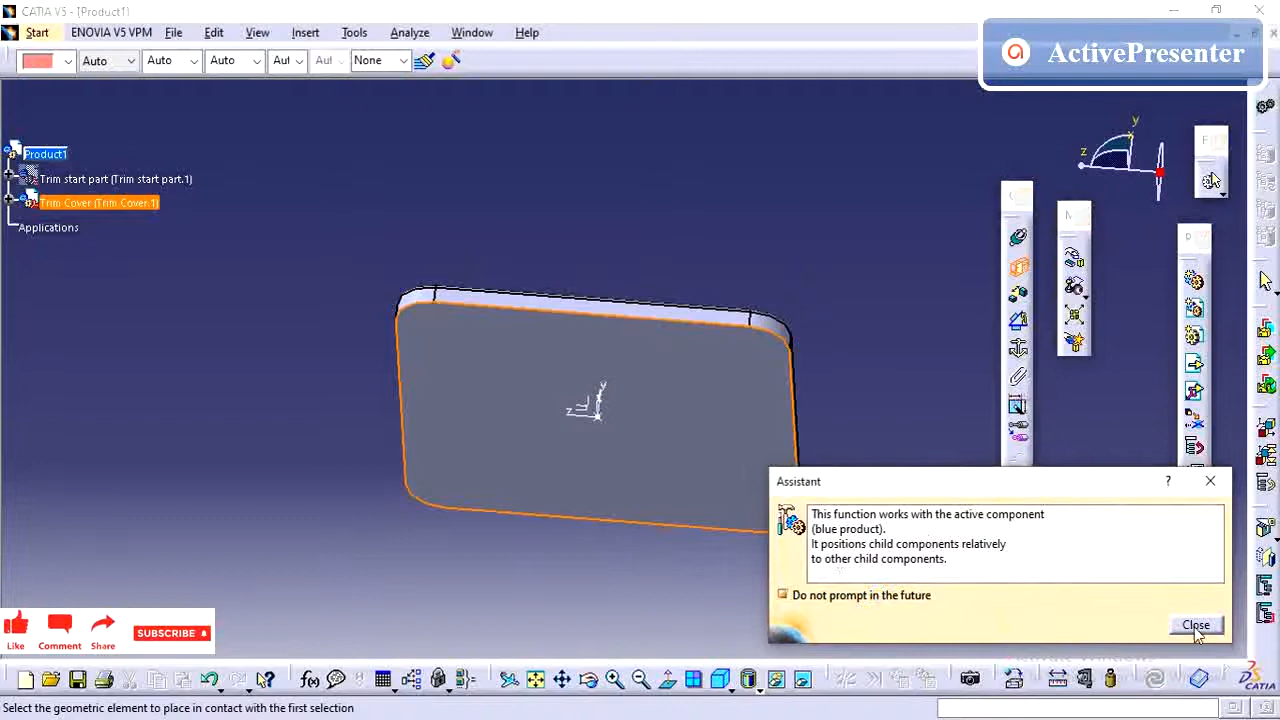 CATIA V5 - [Product1]
Start ENOVIA V5 VPM File Edit View Insert Tools Analyze Window Help
ActivePresenter
Auto Auto Auto Aut None
Product1
Trim start part (Trim start part.1)
Trim Cover (Trim Cover.1)
Applications
z
y
x
F
C
M
D
y
z
Assistant
?
This function works with the active component
(blue product).
It positions child components relatively
to other child components.
Do not prompt in the future
Close
Like Comment Share SUBSCRIBE
f(x)
CATIA
Select the geometric element to place in contact with the first selection